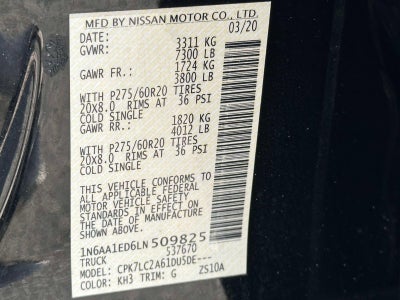 MFD BY NISSAN MOTOR CO., LTD.
DATE: 03/20
GVWR: 3311 KG
7300 LB
GAWR FR.: 1724 KG
3800 LB
WITH P275/60R20 TIRES
20X8.0 RIMS AT 36 PSI
COLD SINGLE
GAWR RR.: 1820 KG
4012 LB
WITH P275/60R20 TIRES
20X8.0 RIMS AT 36 PSI
COLD SINGLE
THIS VEHICLE CONFORMS TO
ALL APPLICABLE FEDERAL
MOTOR VEHICLE SAFETY
STANDARDS IN EFFECT ON
THE DATE OF MANUFACTURE
SHOWN ABOVE.
1N6AA1ED6LN509825
TRUCK 537670
MODEL: CPK7LC2A61DU5DE---
COLOR: KH3 TRIM: G ZS10A